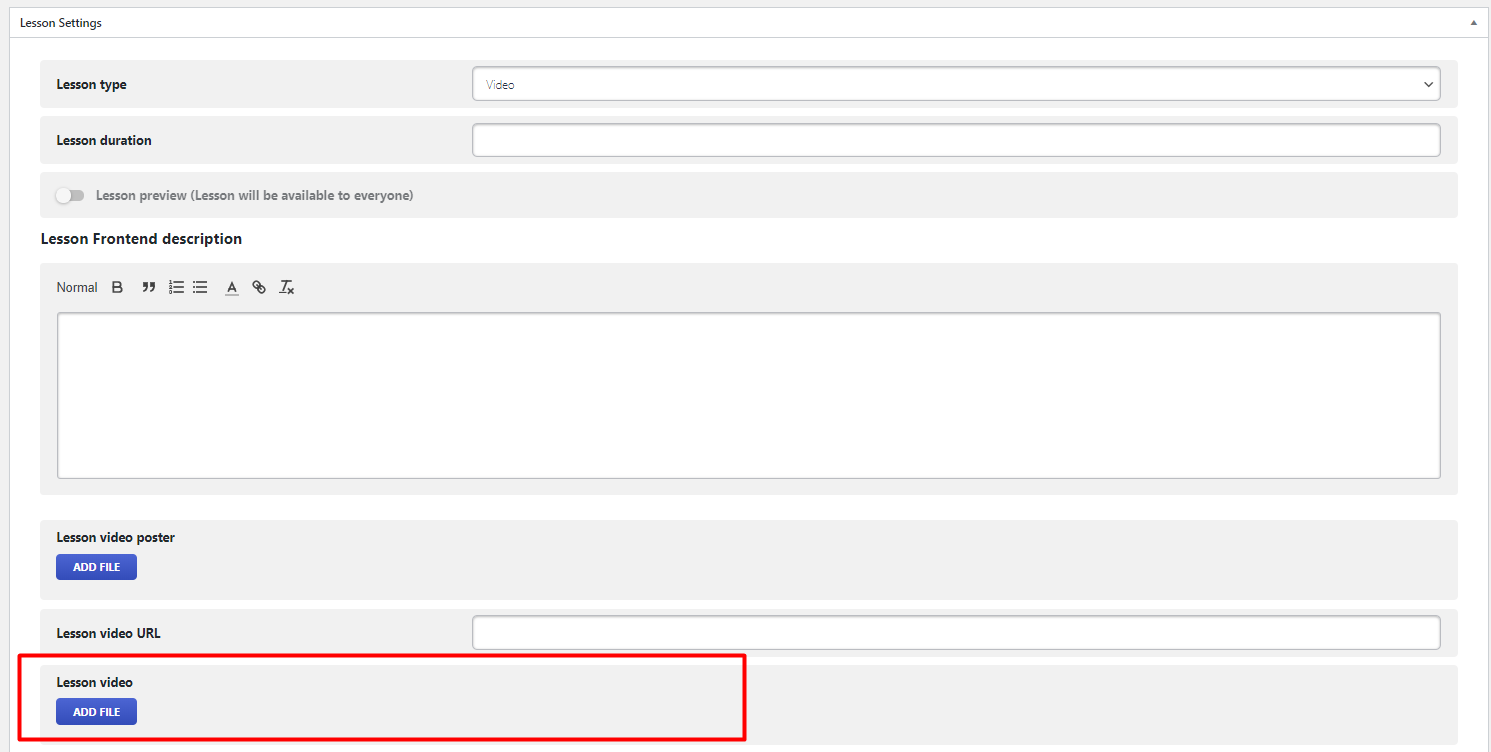 Lesson Settings
Lesson type
Video
Lesson duration
Lesson preview (Lesson will be available to everyone)
Lesson Frontend description
Normal
Lesson video poster
ADD FILE
Lesson video URL
Lesson video
ADD FILE